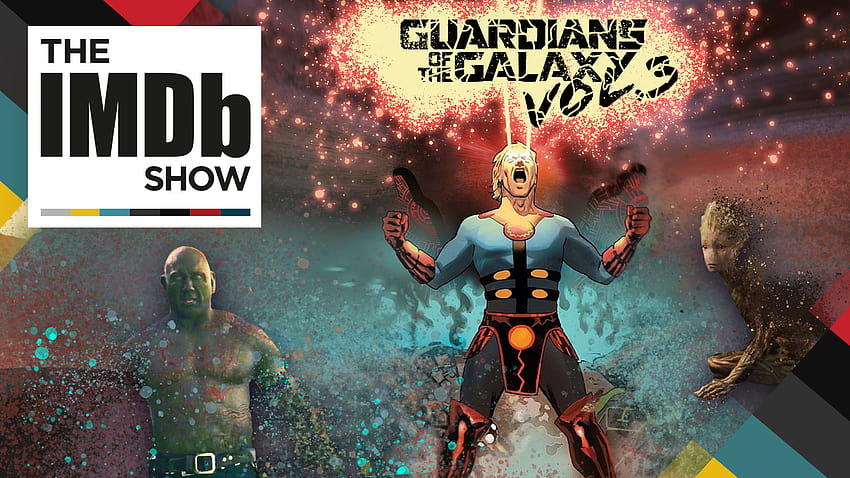 THE
IMDb
SHOW
GUARDIANS
OF THE GALAXY
VOL 3